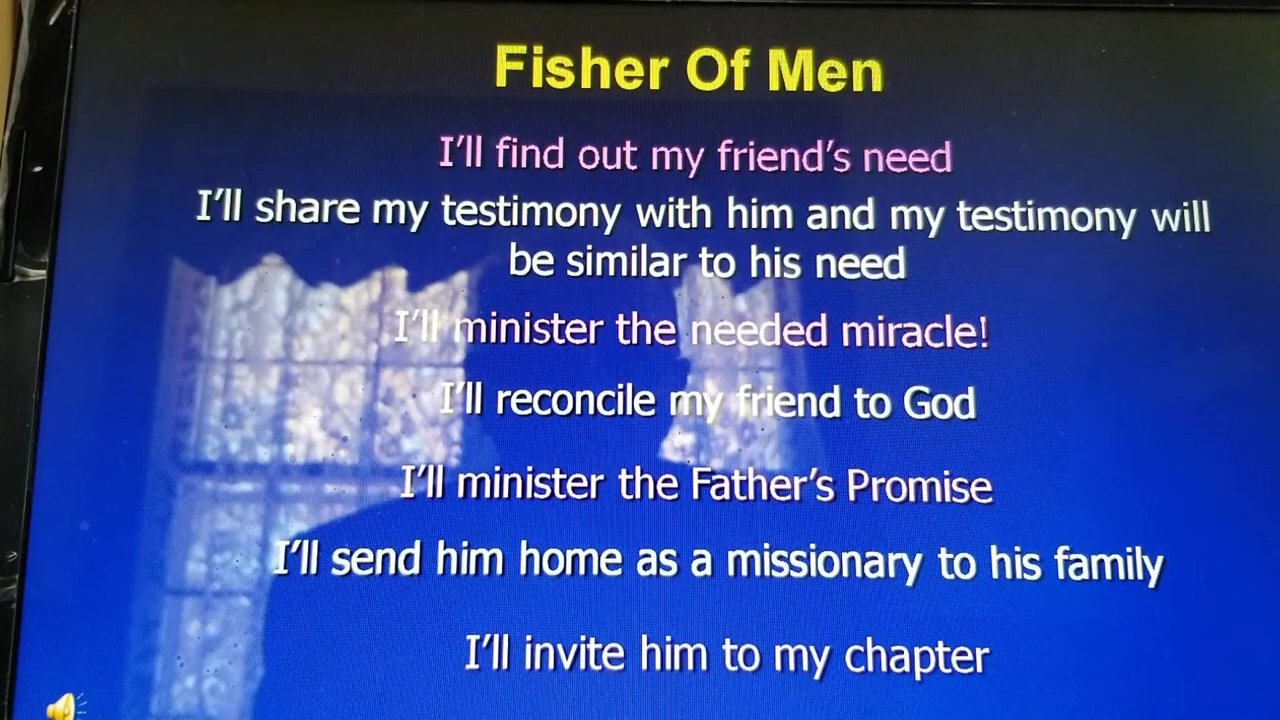 Fisher Of Men
I’ll find out my friend’s need
I’ll share my testimony with him and my testimony will
be similar to his need
I’ll minister the needed miracle!
I’ll reconcile my friend to God
I’ll minister the Father’s Promise
I’ll send him home as a missionary to his family
I’ll invite him to my chapter